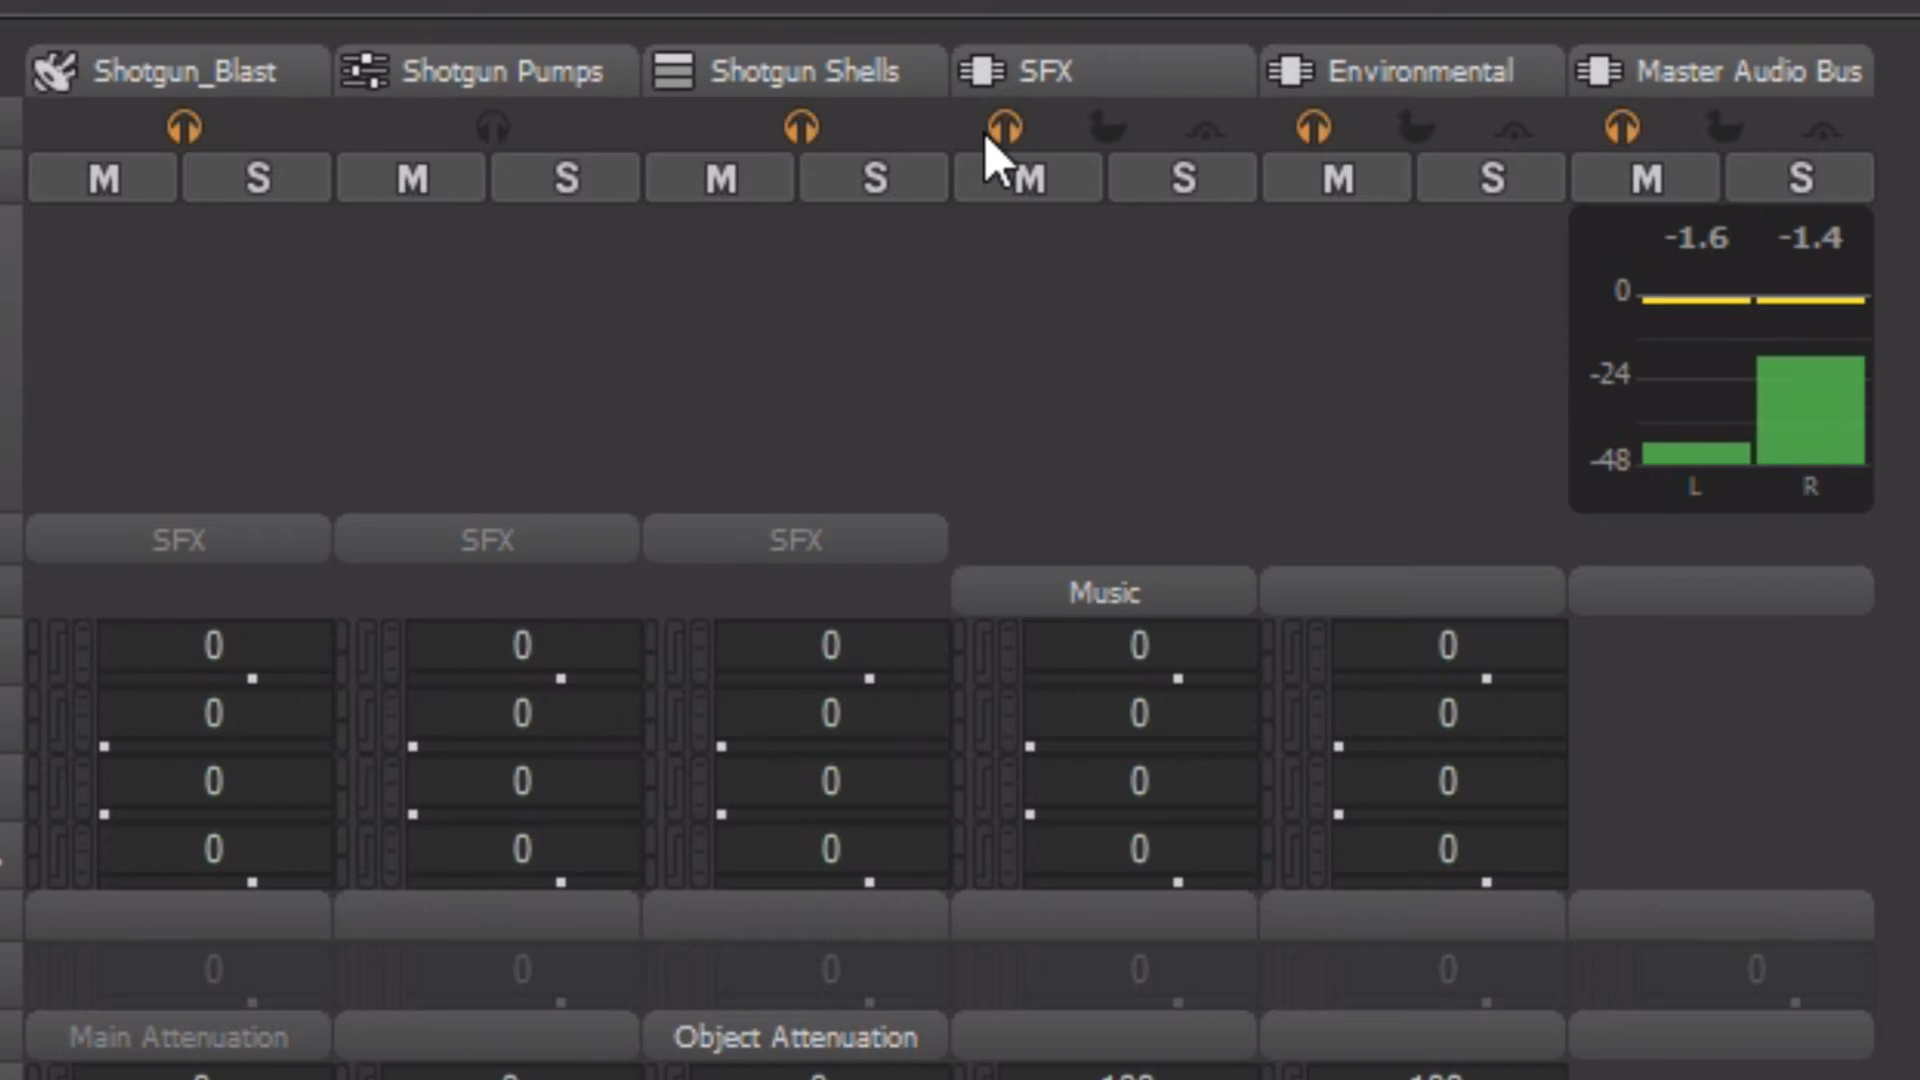 Shotgun_Blast Shotgun Pumps Shotgun Shells SFX Environmental Master Audio Bus
M S M S M S M S M S M S
-1.6 -1.4
0
-24
-48
L R
SFX SFX SFX
Music
0 0 0 0 0
0 0 0 0 0
0 0 0 0 0
0 0 0 0 0
0 0 0 0 0 0
Main Attenuation Object Attenuation